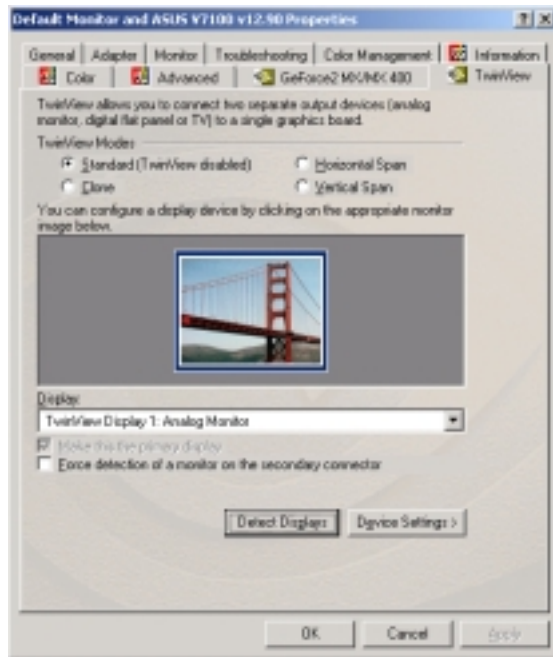 Default Monitor and ASUS V7100 v12.90 Properties
General Adapter Monitor Troubleshooting Color Management Information
Color Advanced GeForce2 MX/MX 400 TwinView
TwinView allows you to connect two separate output devices (analog
monitor, digital flat panel or TV) to a single graphics board.
TwinView Modes
Standard (TwinView disabled) Horizontal Span
Clone Vertical Span
You can configure a display device by clicking on the appropriate monitor
image below.
Display:
TwinView Display 1: Analog Monitor
Make this the primary display
Force detection of a monitor on the secondary connector
Detect Displays Device Settings >
OK Cancel Apply